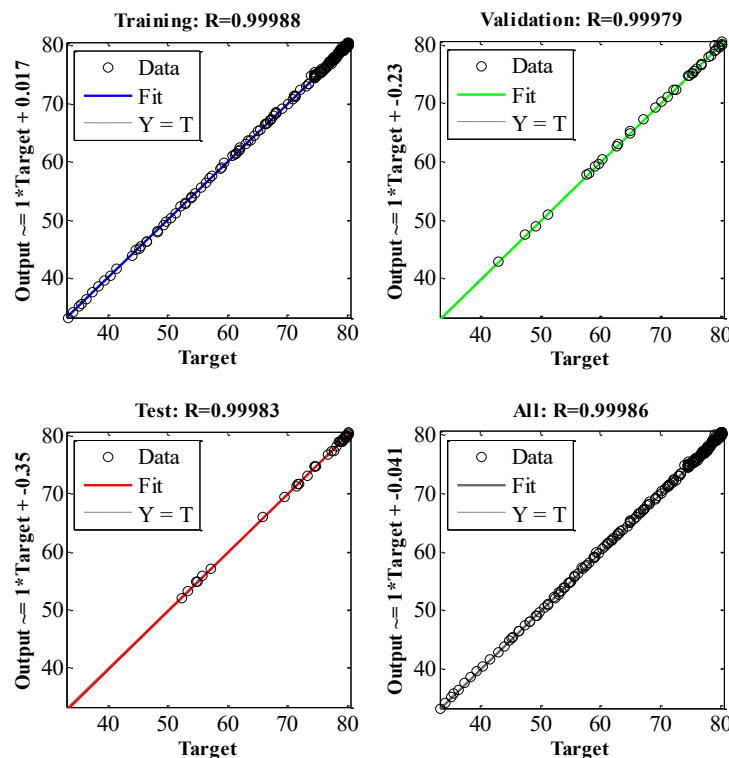 Training: R=0.99988
Output ~= 1*Target + 0.017
80
70
60
50
40
Data
Fit
Y = T
40 50 60 70 80
Target
Validation: R=0.99979
Output ~= 1*Target + -0.23
80
70
60
50
40
Data
Fit
Y = T
40 50 60 70 80
Target
Test: R=0.99983
Output ~= 1*Target + -0.35
80
70
60
50
40
Data
Fit
Y = T
40 50 60 70 80
Target
All: R=0.99986
Output ~= 1*Target + -0.041
80
70
60
50
40
Data
Fit
Y = T
40 50 60 70 80
Target